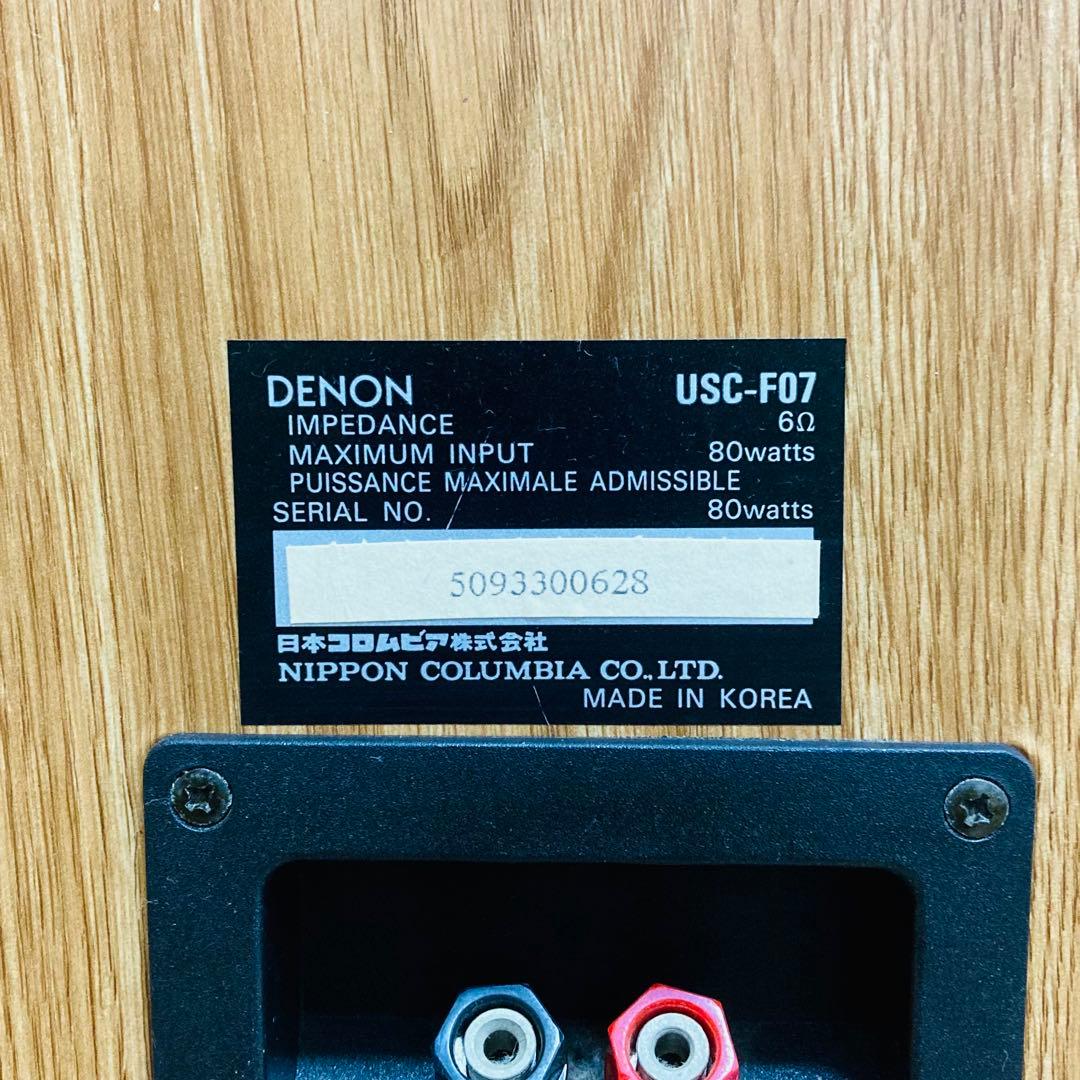 DENON USC-F07
IMPEDANCE 6Ω
MAXIMUM INPUT 80watts
PUISSANCE MAXIMALE ADMISSIBLE
SERIAL NO. 80watts
5093300628
日本コロムビア株式会社
NIPPON COLUMBIA CO.,LTD.
MADE IN KOREA